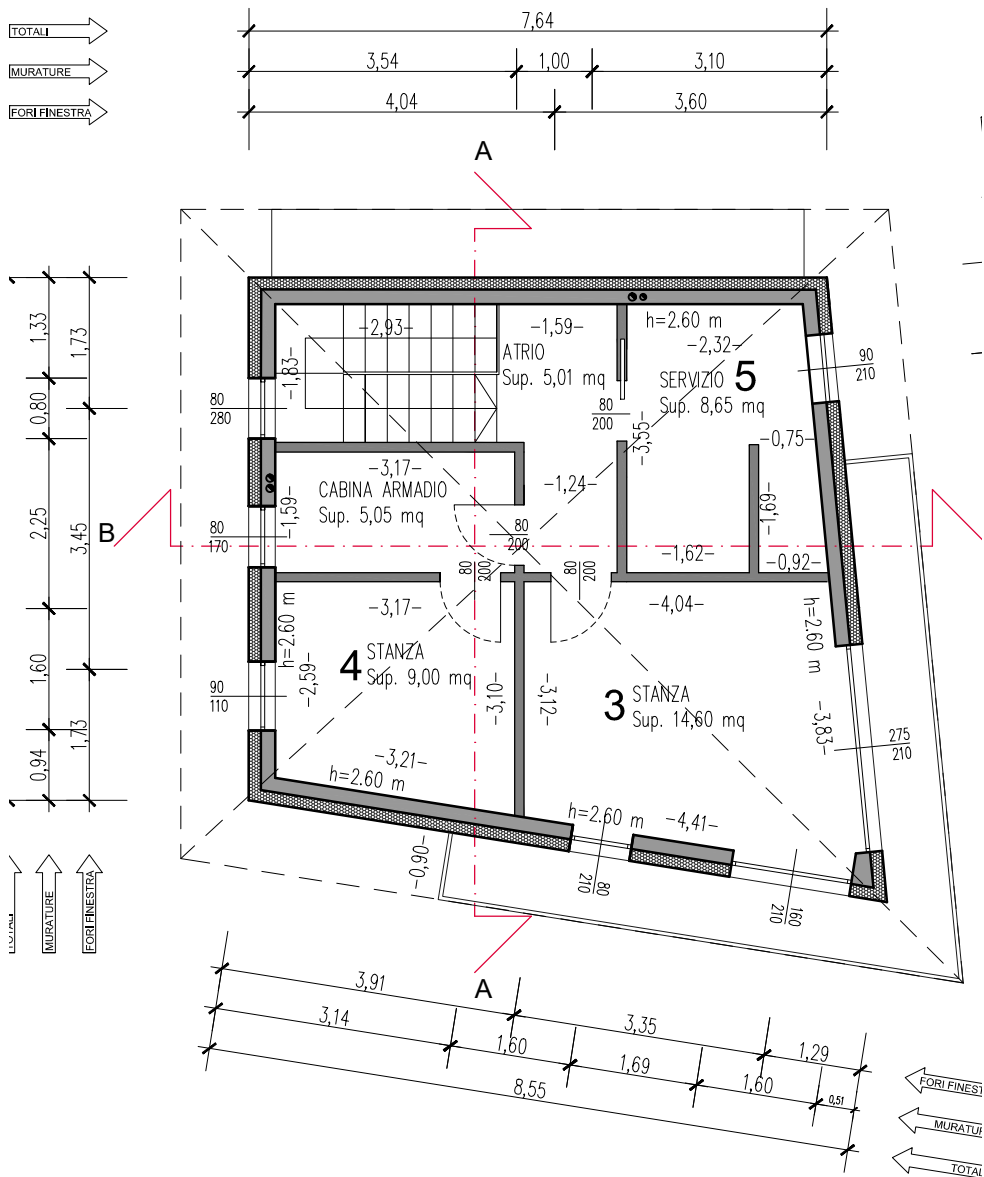 TOTALI
7,64
MURATURE
3,54
1,00
3,10
FORI FINESTRA
4,04
3,60
A
h=2.60 m
-2,93-
-1,59-
-2,32-
ATRIO
Sup. 5,01 mq
SERVIZIO 5
Sup. 8,65 mq
90
210
-1,83-
80
280
80
200
-3,55-
-0,75-
1,33
1,73
0,80
2,25
3,45
1,60
0,94
1,73
-3,17-
CABINA ARMADIO
Sup. 5,05 mq
-1,24-
-1,59-
-1,69-
B
80
170
80
200
80
200
80
200
-1,62-
-0,92-
-3,17-
-4,04-
h=2.60 m
h=2.60 m
4 STANZA
Sup. 9,00 mq
-2,59-
-3,10-
-3,12-
3 STANZA
Sup. 14,60 mq
90
110
-3,83-
275
210
-3,21-
h=2.60 m
h=2.60 m
-4,41-
-0,90-
80
210
160
210
TOTALI
MURATURE
FORI FINESTRA
A
3,91
3,35
1,29
3,14
1,60
1,69
1,60
0,51
8,55
FORI FINEST
MURATUR
TOTAL